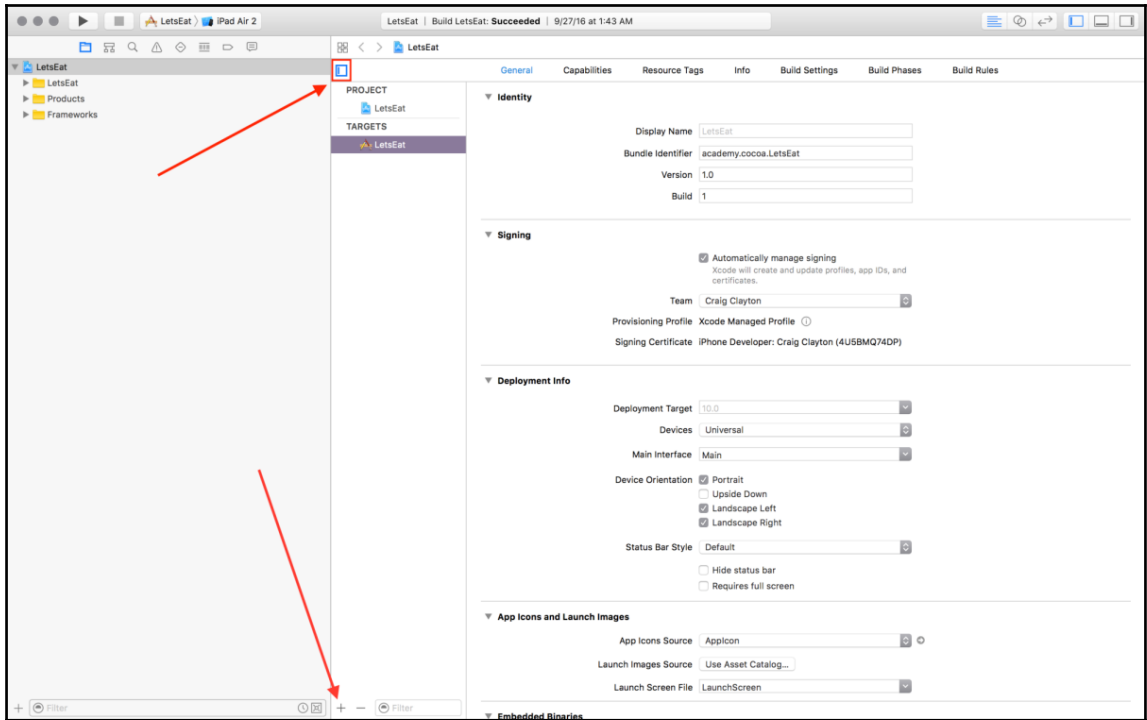 LetsEat
iPad Air 2
LetsEat | Build LetsEat: Succeeded | 9/27/16 at 1:43 AM
LetsEat
LetsEat
LetsEat
Products
Frameworks
General Capabilities Resource Tags Info Build Settings Build Phases Build Rules
PROJECT
LetsEat
TARGETS
LetsEat
Identity
Display Name LetsEat
Bundle Identifier academy.cocoa.LetsEat
Version 1.0
Build 1
Signing
Automatically manage signing
Xcode will create and update profiles, app IDs, and
certificates.
Team Craig Clayton
Provisioning Profile Xcode Managed Profile
Signing Certificate iPhone Developer: Craig Clayton (4U5BMQ74DP)
Deployment Info
Deployment Target 10.0
Devices Universal
Main Interface Main
Device Orientation Portrait
Upside Down
Landscape Left
Landscape Right
Status Bar Style Default
Hide status bar
Requires full screen
App Icons and Launch Images
App Icons Source AppIcon
Launch Images Source Use Asset Catalog...
Launch Screen File LaunchScreen
Embedded Binaries
Filter
Filter